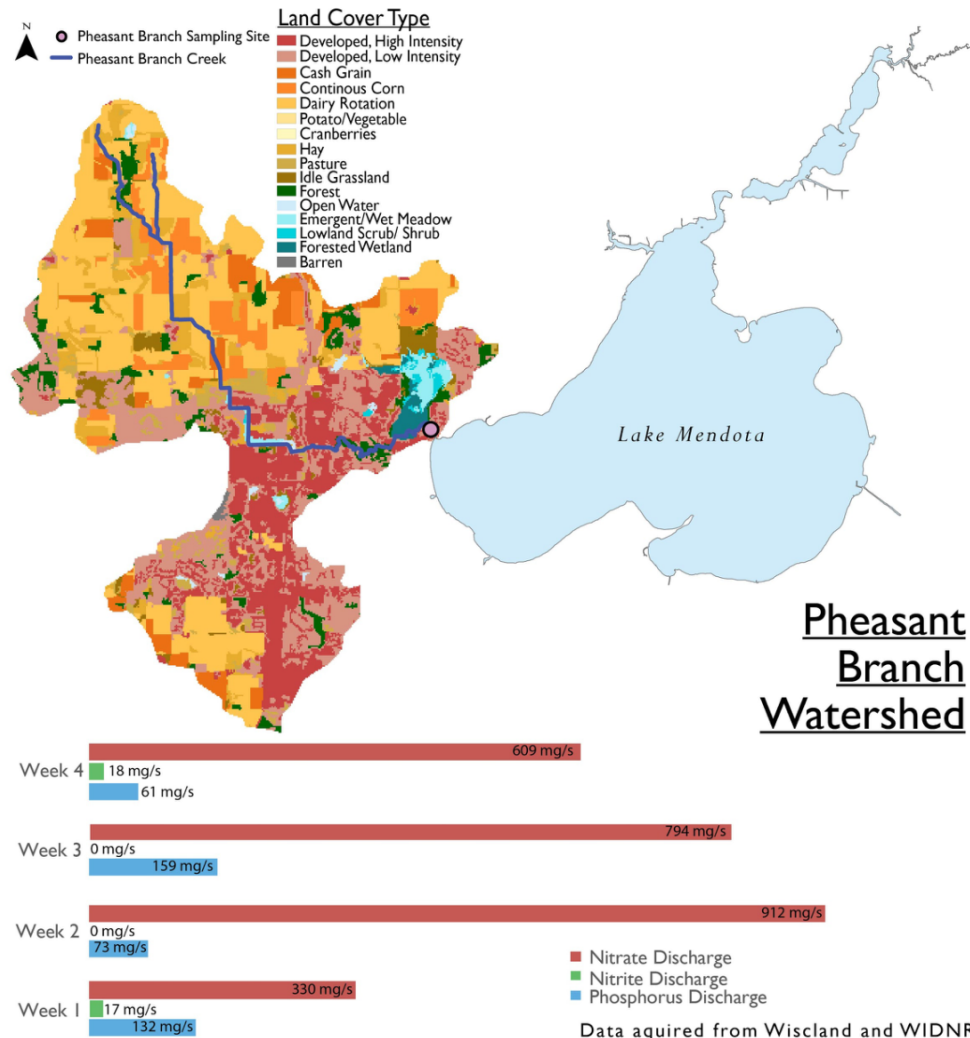 Land Cover Type
N
Pheasant Branch Sampling Site
Pheasant Branch Creek
Developed, High Intensity
Developed, Low Intensity
Cash Grain
Continous Corn
Dairy Rotation
Potato/Vegetable
Cranberries
Hay
Pasture
Idle Grassland
Forest
Open Water
Emergent/Wet Meadow
Lowland Scrub/ Shrub
Forested Wetland
Barren
Lake Mendota
Pheasant
Branch
Watershed
Week 4
609 mg/s
18 mg/s
61 mg/s
Week 3
794 mg/s
0 mg/s
159 mg/s
Week 2
912 mg/s
0 mg/s
73 mg/s
Week 1
330 mg/s
17 mg/s
132 mg/s
Nitrate Discharge
Nitrite Discharge
Phosphorus Discharge
Data aquired from Wiscland and WIDNR